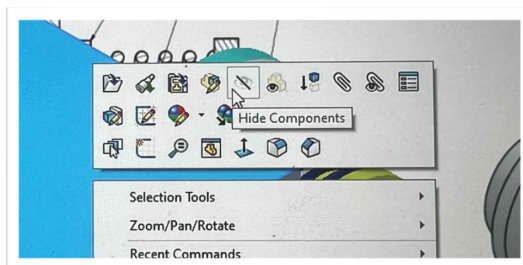 Hide Components
Selection Tools
Zoom/Pan/Rotate
Recent Commands